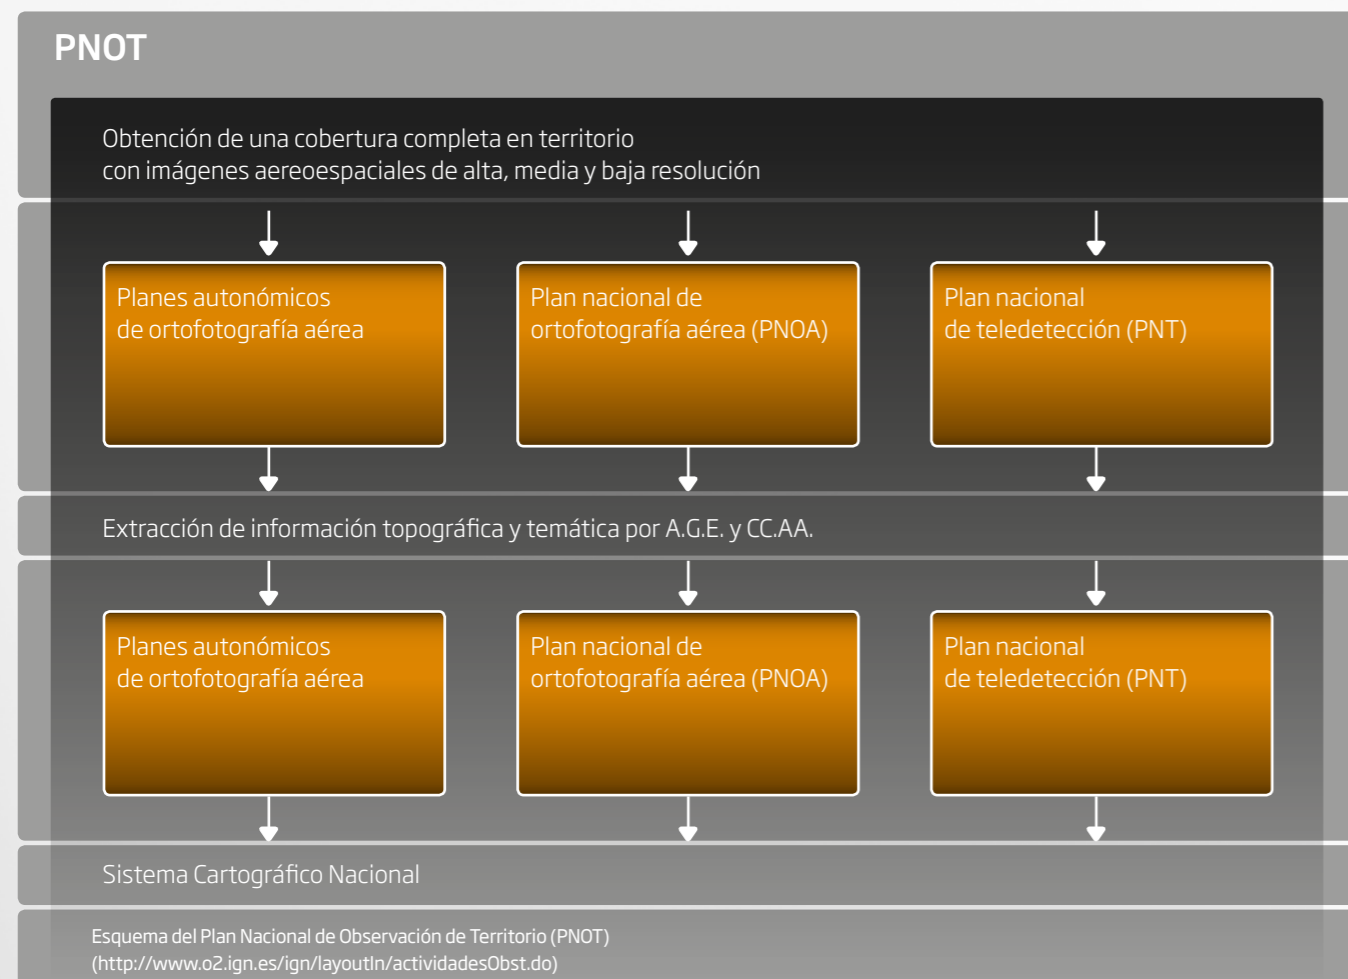 PNOT
Obtención de una cobertura completa en territorio
con imágenes aereoespaciales de alta, media y baja resolución
Planes autonómicos
de ortofotografía aérea
Plan nacional de
ortofotografía aérea (PNOA)
Plan nacional
de teledetección (PNT)
Extracción de información topográfica y temática por A.G.E. y CC.AA.
Planes autonómicos
de ortofotografía aérea
Plan nacional de
ortofotografía aérea (PNOA)
Plan nacional
de teledetección (PNT)
Sistema Cartográfico Nacional
Esquema del Plan Nacional de Observación de Territorio (PNOT)
(http://www.o2.ign.es/ign/layoutIn/actividadesObst.do)